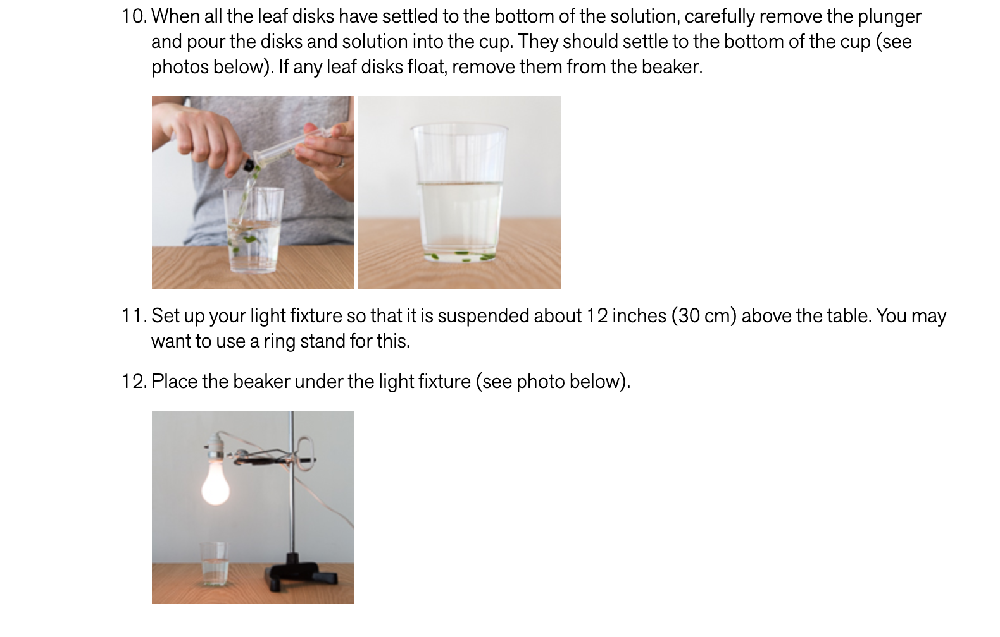 10. When all the leaf disks have settled to the bottom of the solution, carefully remove the plunger
and pour the disks and solution into the cup. They should settle to the bottom of the cup (see
photos below). If any leaf disks float, remove them from the beaker.
11. Set up your light fixture so that it is suspended about 12 inches (30 cm) above the table. You may
want to use a ring stand for this.
12. Place the beaker under the light fixture (see photo below).